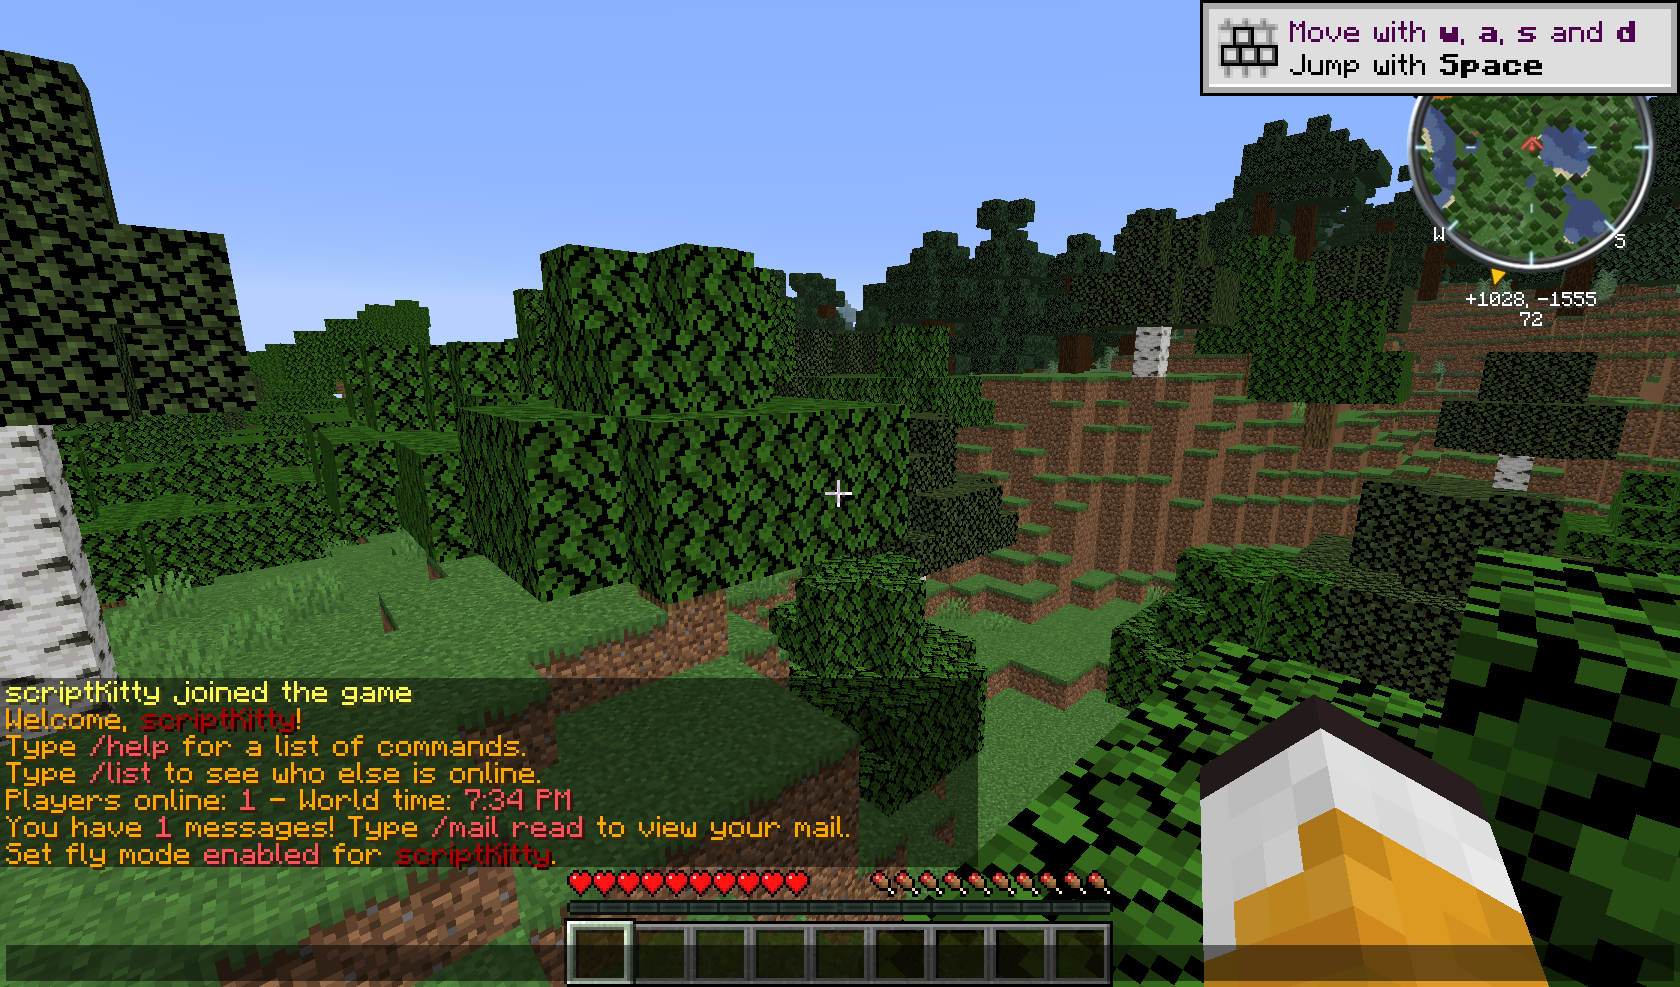 Move with w, a, s and d
Jump with Space
W
S
+1028, -1555
72
scriptKitty joined the game
Welcome, scriptKitty!
Type /help for a list of commands.
Type /list to see who else is online.
Players online: 1 - World time: 7:34 PM
You have 1 messages! Type /mail read to view your mail.
Set fly mode enabled for scriptKitty.